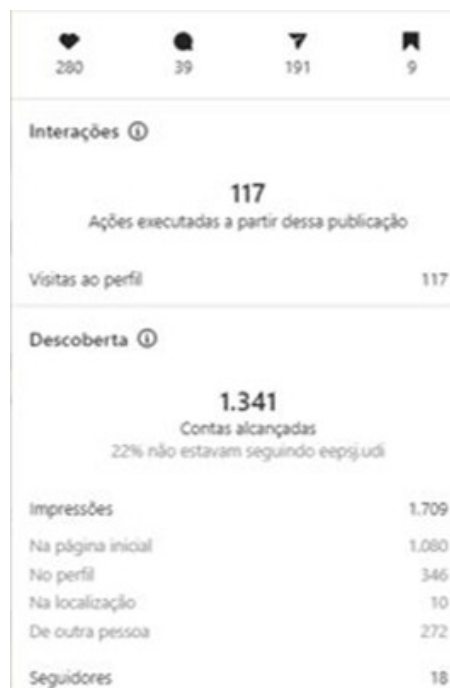 280 39 191 9
Interações
117
Ações executadas a partir dessa publicação
Visitas ao perfil 117
Descoberta
1.341
Contas alcançadas
22% não estavam seguindo eepsj.udi
Impressões 1.709
Na página inicial 1.080
No perfil 346
Na localização 10
De outra pessoa 272
Seguidores 18